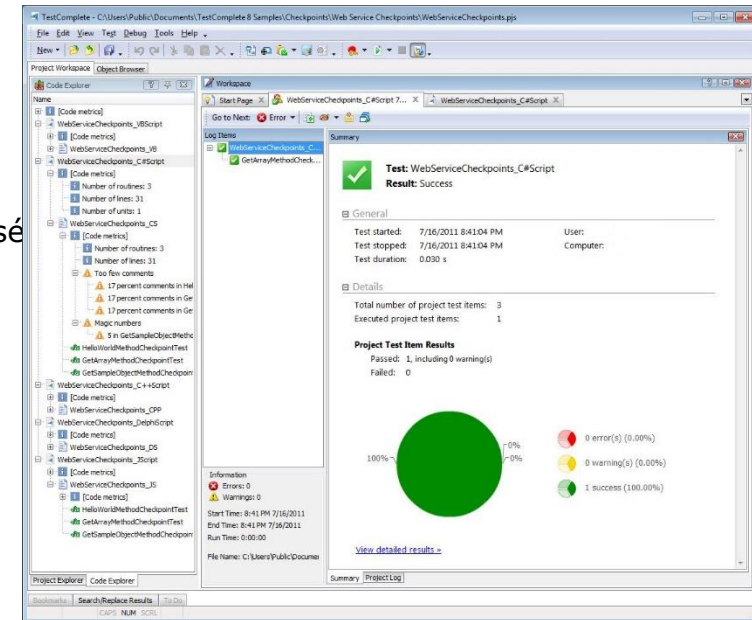 TestComplete - C:\Users\Public\Documents\TestComplete 8 Samples\Checkpoints\Web Service Checkpoints\WebServiceCheckpoints.pjs
File Edit View Test Debug Tools Help
New
Project Workspace Object Browser
Code Explorer
Name
[Code metrics]
WebServiceCheckpoints_VBScript
[Code metrics]
WebServiceCheckpoints_VB
WebServiceCheckpoints_C#Script
[Code metrics]
Number of routines: 3
Number of lines: 31
Number of units: 1
WebServiceCheckpoints_CS
[Code metrics]
Number of routines: 3
Number of lines: 31
Too few comments
17 percent comments in Hel
17 percent comments in Ge
17 percent comments in Ge
Magic numbers
5 in GetSampleObjectMetho
HelloWorldMethodCheckpointTest
GetArrayMethodCheckpointTest
GetSampleObjectMethodCheckpoin
WebServiceCheckpoints_C++Script
[Code metrics]
WebServiceCheckpoints_CPP
WebServiceCheckpoints_DelphiScript
[Code metrics]
WebServiceCheckpoints_DS
WebServiceCheckpoints_JScript
[Code metrics]
WebServiceCheckpoints_JS
[Code metrics]
HelloWorldMethodCheckpointTest
GetArrayMethodCheckpointTest
GetSampleObjectMethodCheckpoin
Project Explorer Code Explorer
sé
Workspace
Start Page WebServiceCheckpoints_C#Script 7... WebServiceCheckpoints_C#Script
Go to Next: Error
Log Items
WebServiceCheckpoints_C...
GetArrayMethodCheck...
Information
Errors: 0
Warnings: 0
Start Time: 8:41 PM 7/16/2011
End Time: 8:41 PM 7/16/2011
Run Time: 0:00:00
File Name: C:\Users\Public\Documen
Summary
Test: WebServiceCheckpoints_C#Script
Result: Success
General
Test started: 7/16/2011 8:41:04 PM User:
Test stopped: 7/16/2011 8:41:04 PM Computer:
Test duration: 0.030 s
Details
Total number of project test items: 3
Executed project test items: 1
Project Test Item Results
Passed: 1, including 0 warning(s)
Failed: 0
100%
0%
0%
0 error(s) (0.00%)
0 warning(s) (0.00%)
1 success (100.00%)
View detailed results »
Summary Project Log
Bookmarks Search/Replace Results To Do
CAPS NUM SCRL